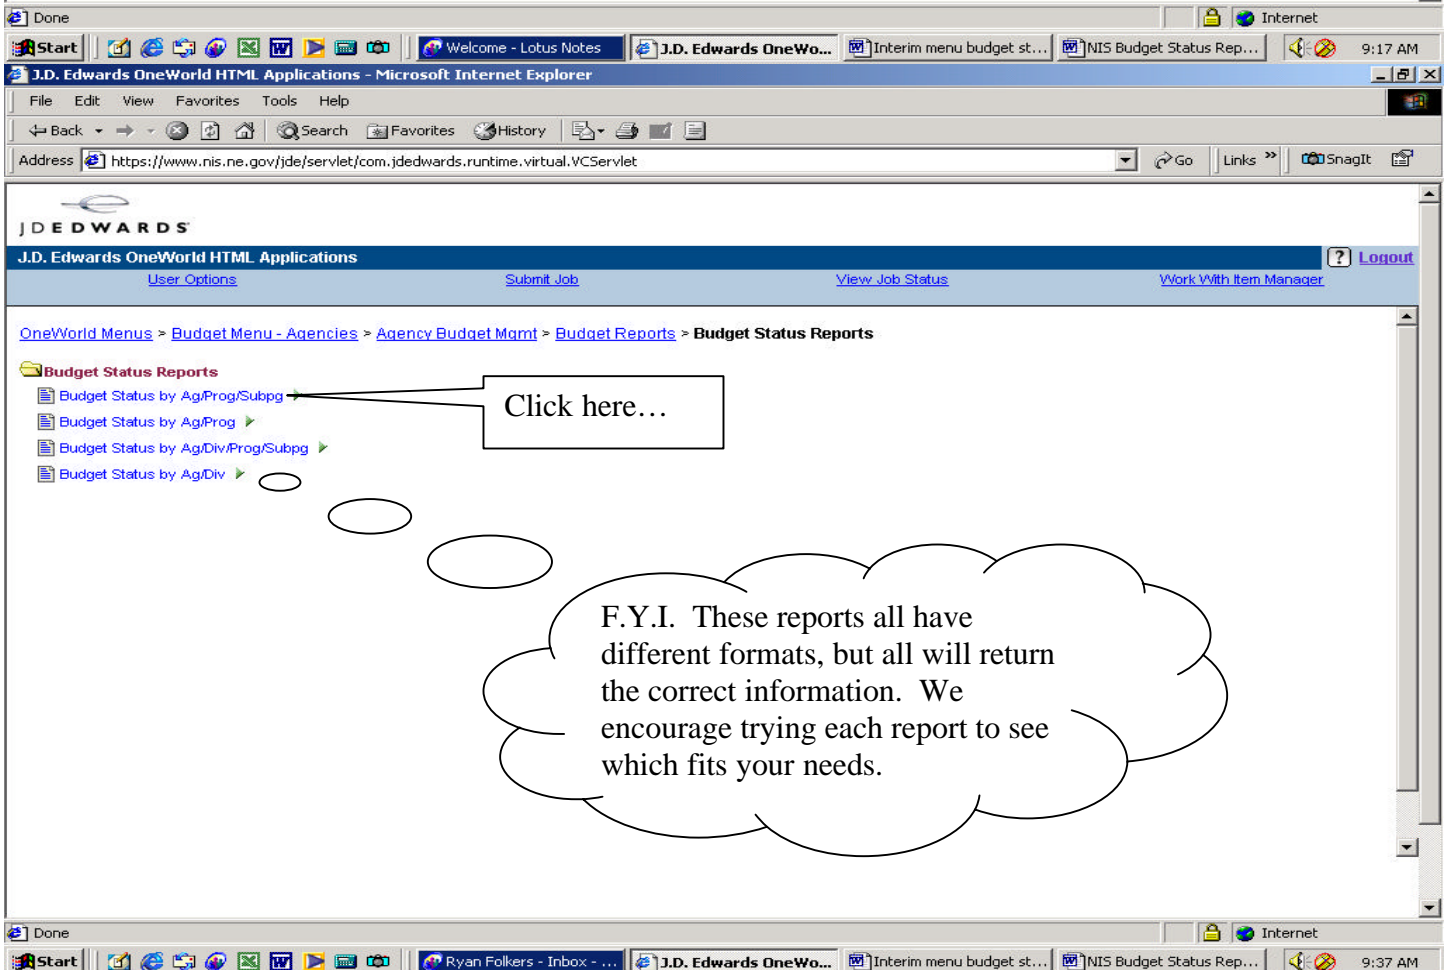 Done
Internet
Start
Welcome - Lotus Notes
J.D. Edwards OneWo...
Interim menu budget st...
NIS Budget Status Rep...
9:17 AM
J.D. Edwards OneWorld HTML Applications - Microsoft Internet Explorer
File Edit View Favorites Tools Help
Back Search Favorites History
Address https://www.nis.ne.gov/jde/servlet/com.jdedwards.runtime.virtual.VCServlet Go Links » SnagIt
JDEDWARDS
J.D. Edwards OneWorld HTML Applications ? Logout
User Options Submit Job View Job Status Work With Item Manager
OneWorld Menus > Budget Menu - Agencies > Agency Budget Mgmt > Budget Reports > Budget Status Reports
Budget Status Reports
Budget Status by Ag/Prog/Subpg
Click here…
Budget Status by Ag/Prog
Budget Status by Ag/Div/Prog/Subpg
Budget Status by Ag/Div
F.Y.I. These reports all have
different formats, but all will return
the correct information. We
encourage trying each report to see
which fits your needs.
Done
Internet
Start
Ryan Folkers - Inbox - ...
J.D. Edwards OneWo...
Interim menu budget st...
NIS Budget Status Rep...
9:37 AM